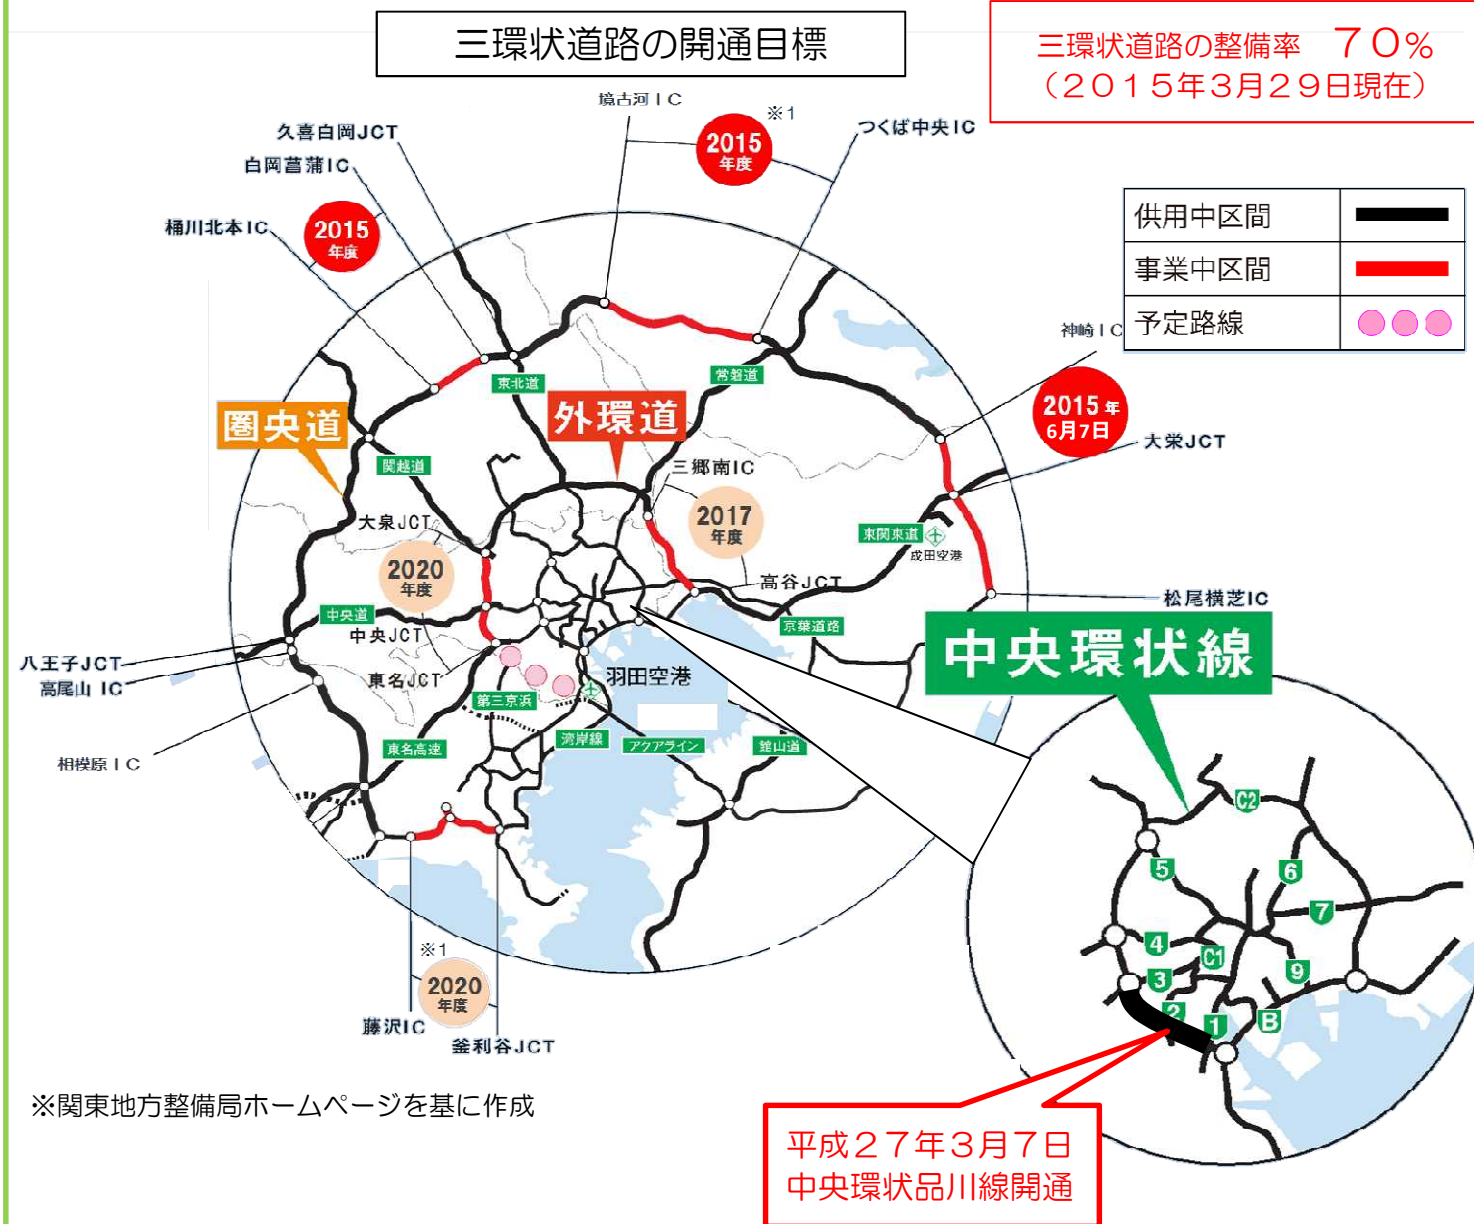 三環状道路の開通目標
三環状道路の整備率　７０％
（２０１５年３月２９日現在）
境古河ＩＣ
※1
久喜白岡JCT
2015
年度
つくば中央IC
白岡菖蒲IC
桶川北本IC
2015
年度
供用中区間
事業中区間
予定路線
神崎ＩＣ
東北道
常磐道
2015年
6月7日
圏央道
外環道
大栄JCT
関越道
三郷南IC
大泉JCT
2017
年度
東関東道
成田空港
2020
年度
高谷JCT
松尾横芝IC
中央道
中央JCT
京葉道路
中央環状線
八王子JCT
高尾山 IC
東名JCT
羽田空港
第三京浜
相模原ＩＣ
東名高速
湾岸線
アクアライン
館山道
C2
5
6
7
4
C1
9
3
2
1
B
※1
2020
年度
藤沢IC
釜利谷JCT
※関東地方整備局ホームページを基に作成
平成２７年３月７日
中央環状品川線開通